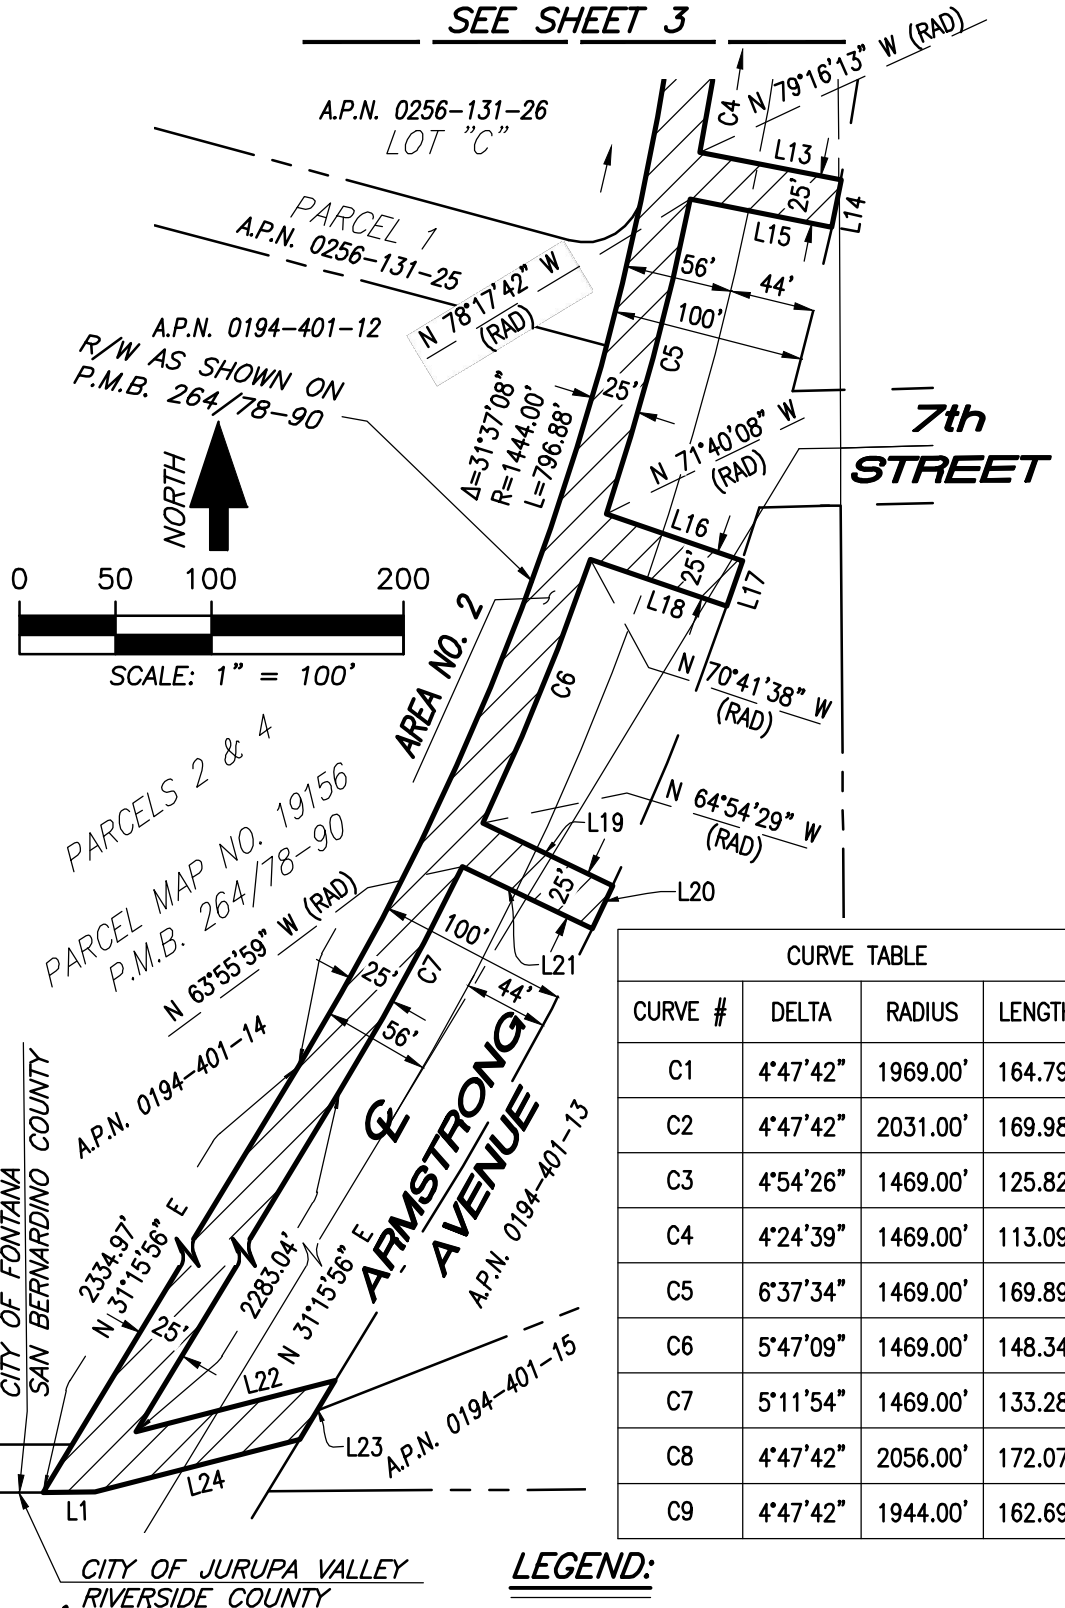 SEE SHEET 3
N 79°16'13" W (RAD)
C4
A.P.N. 0256-131-26
LOT "C"
L13
25'
L14
L15
PARCEL 1
A.P.N. 0256-131-25
56'
44'
100'
N 78°17'42" W
(RAD)
A.P.N. 0194-401-12
R/W AS SHOWN ON
P.M.B. 264/78-90
C5
25'
Δ=31°37'08"
R=1444.00'
L=796.88'
N 71°40'08" W
(RAD)
7th
STREET
NORTH
L16
25'
L17
L18
0 50 100 200
SCALE: 1" = 100'
AREA NO. 2
C6
N 70°41'38" W
(RAD)
PARCELS 2 & 4
PARCEL MAP NO. 19156
P.M.B. 264/78-90
N 64°54'29" W
(RAD)
L19
25'
L20
L21
N 63°55'59" W (RAD)
100'
25'
C7
44'
56'
A.P.N. 0194-401-14
℄
ARMSTRONG
AVENUE
A.P.N. 0194-401-13
CITY OF FONTANA
SAN BERNARDINO COUNTY
2334.97'
N 31°15'56" E
2283.04'
N 31°15'56" E
25'
L22
L23
A.P.N. 0194-401-15
L24
L1
CITY OF JURUPA VALLEY
RIVERSIDE COUNTY
CURVE TABLE
CURVE # DELTA RADIUS LENGTH
C1 4°47'42" 1969.00' 164.79
C2 4°47'42" 2031.00' 169.98
C3 4°54'26" 1469.00' 125.82
C4 4°24'39" 1469.00' 113.09
C5 6°37'34" 1469.00' 169.89
C6 5°47'09" 1469.00' 148.34
C7 5°11'54" 1469.00' 133.28
C8 4°47'42" 2056.00' 172.07
C9 4°47'42" 1944.00' 162.69
LEGEND: